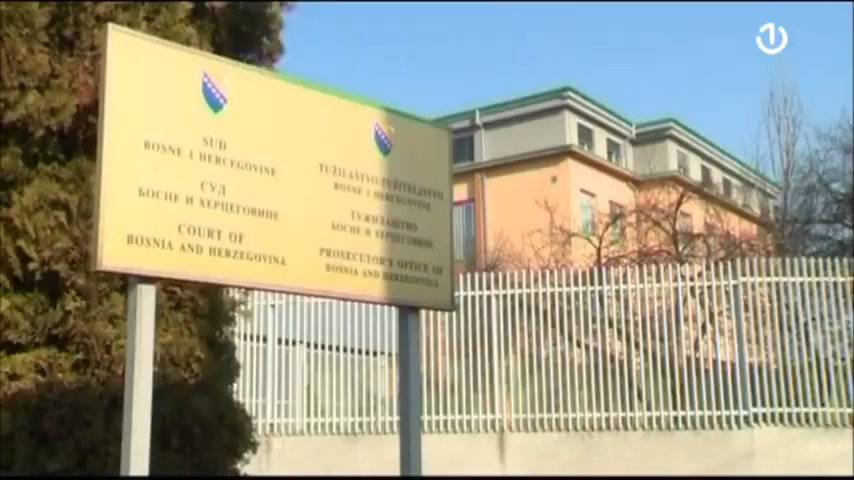 SUD
BOSNE I HERCEGOVINE
СУД
БОСНЕ И ХЕРЦЕГОВИНЕ
COURT OF
BOSNIA AND HERZEGOVINA
TUŽILAŠTVO-TUŽITELJSTVO
BOSNE I HERCEGOVINE
ТУЖИЛАШТВО
БОСНЕ И ХЕРЦЕГОВИНЕ
PROSECUTOR'S OFFICE OF
BOSNIA AND HERZEGOVINA
1